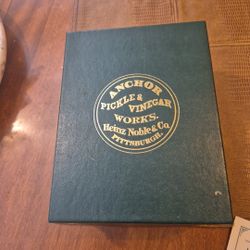 ANCHOR
PICKLE &
VINEGAR
WORKS.
Heinz Noble & Co.
PITTSBURGH.